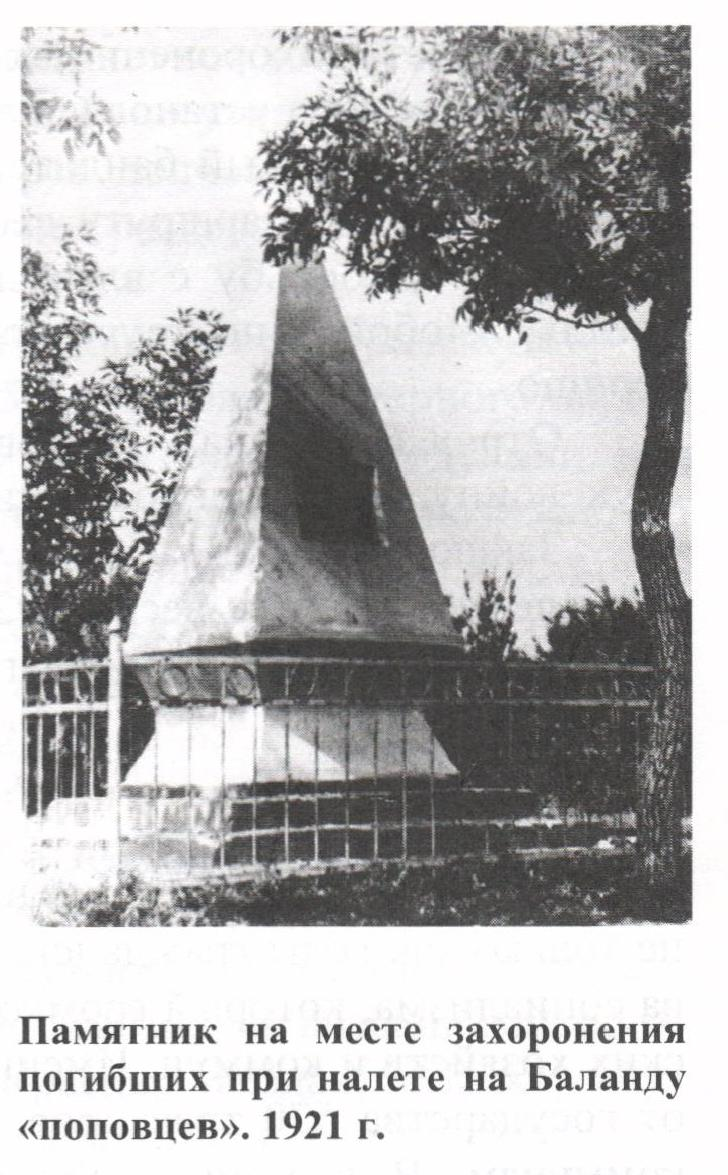 Памятник на месте захоронения
погибших при налете на Баланду
«поповцев». 1921 г.